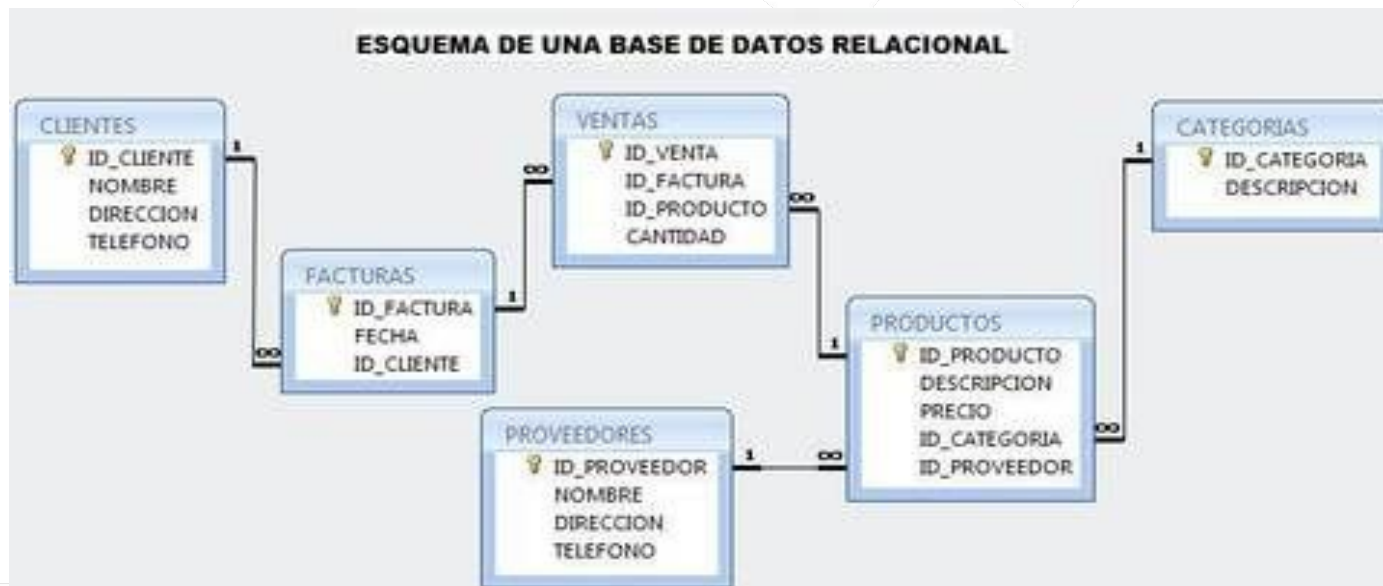 ESQUEMA DE UNA BASE DE DATOS RELACIONAL
CLIENTES
ID_CLIENTE
NOMBRE
DIRECCION
TELEFONO
1
∞
FACTURAS
ID_FACTURA
FECHA
ID_CLIENTE
1
∞
VENTAS
ID_VENTA
ID_FACTURA
ID_PRODUCTO
CANTIDAD
∞
1
PRODUCTOS
ID_PRODUCTO
DESCRIPCION
PRECIO
ID_CATEGORIA
ID_PROVEEDOR
∞
1
CATEGORIAS
ID_CATEGORIA
DESCRIPCION
PROVEEDORES
ID_PROVEEDOR
NOMBRE
DIRECCION
TELEFONO
1
∞